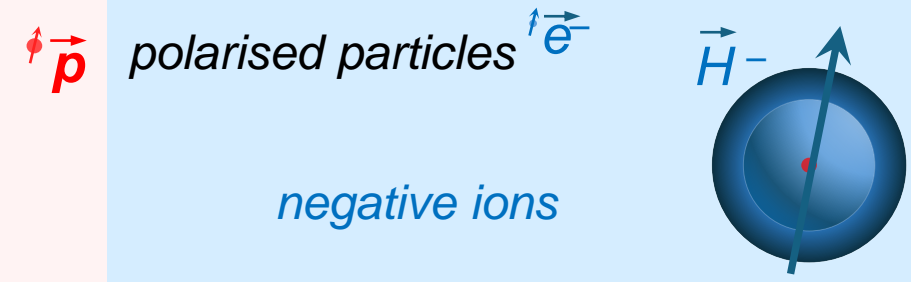 p⃗ polarised particles e⃗⁻ H⃗⁻
negative ions